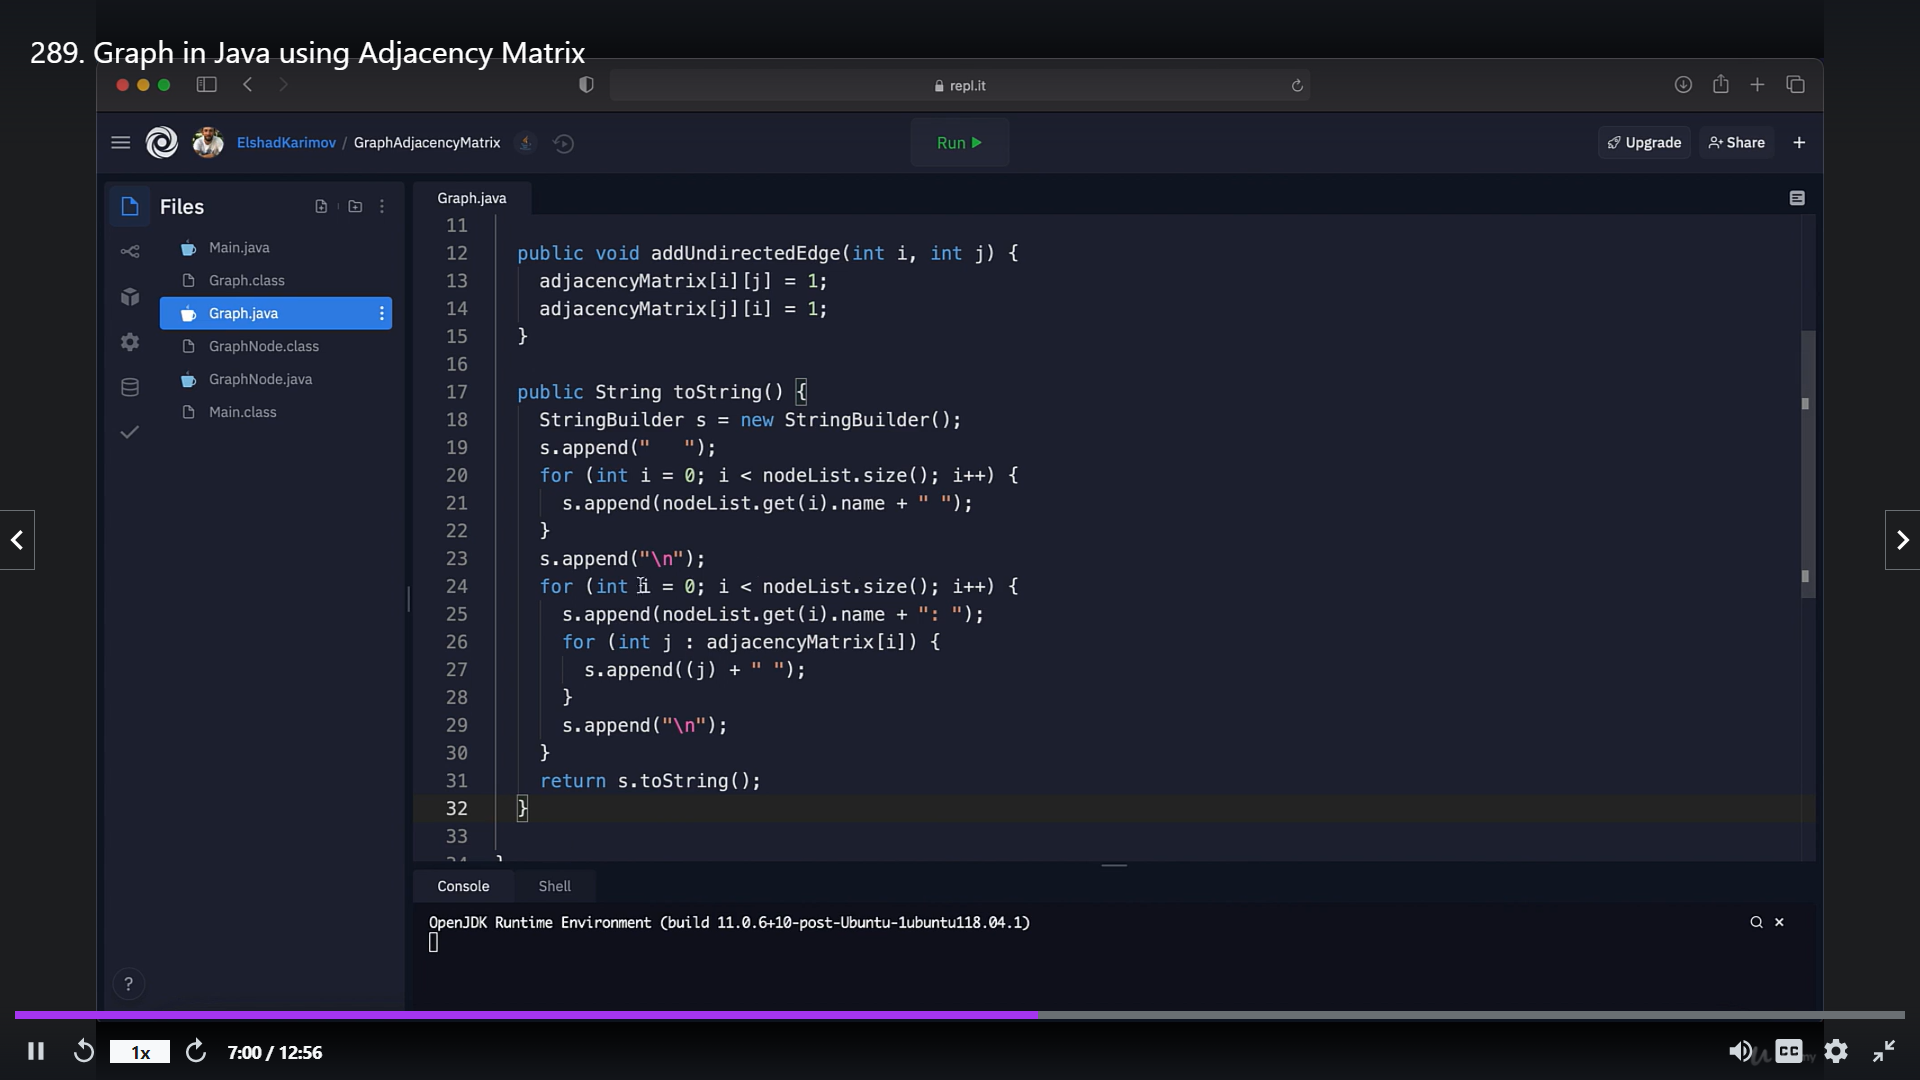 289. Graph in Java using Adjacency Matrix
repl.it
ElshadKarimov / GraphAdjacencyMatrix
Run
Upgrade
Share
Files
Main.java
Graph.class
Graph.java
GraphNode.class
GraphNode.java
Main.class
Graph.java
11
12 public void addUndirectedEdge(int i, int j) {
13 adjacencyMatrix[i][j] = 1;
14 adjacencyMatrix[j][i] = 1;
15 }
16
17 public String toString() {
18 StringBuilder s = new StringBuilder();
19 s.append("   ");
20 for (int i = 0; i < nodeList.size(); i++) {
21 s.append(nodeList.get(i).name + " ");
22 }
23 s.append("\n");
24 for (int i = 0; i < nodeList.size(); i++) {
25 s.append(nodeList.get(i).name + ": ");
26 for (int j : adjacencyMatrix[i]) {
27 s.append((j) + " ");
28 }
29 s.append("\n");
30 }
31 return s.toString();
32 }
33
Console
Shell
OpenJDK Runtime Environment (build 11.0.6+10-post-Ubuntu-1ubuntu118.04.1)
?
1x
7:00 / 12:56
CC